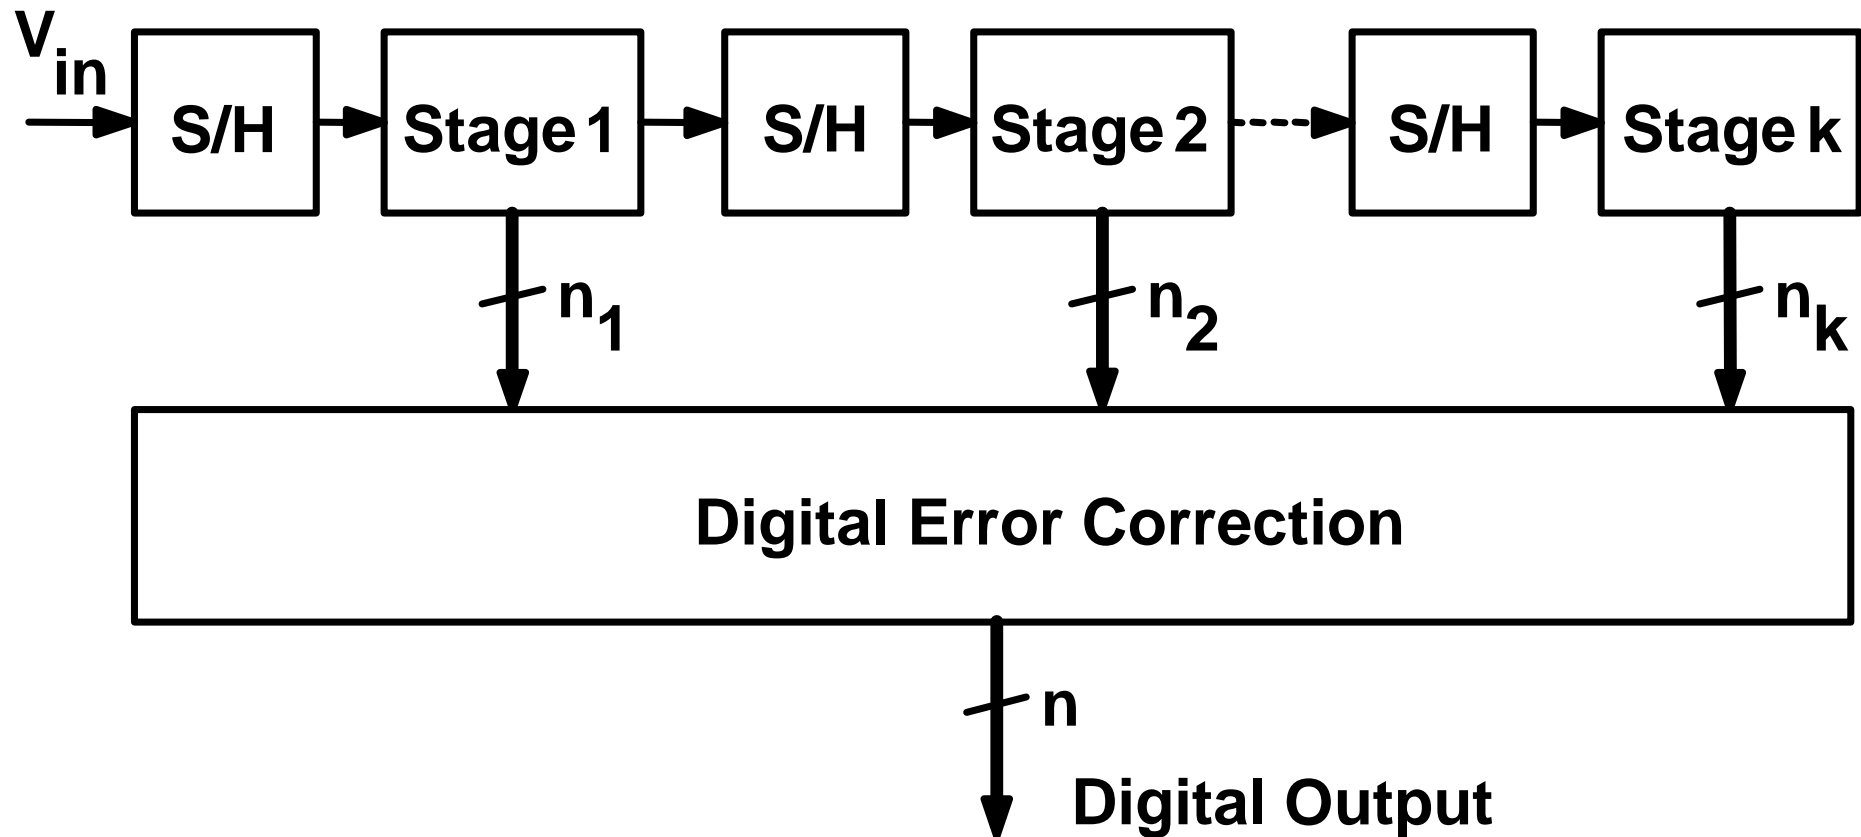 Vin
S/H
Stage 1
S/H
Stage 2
S/H
Stage k
n1
n2
nk
Digital Error Correction
n
Digital Output